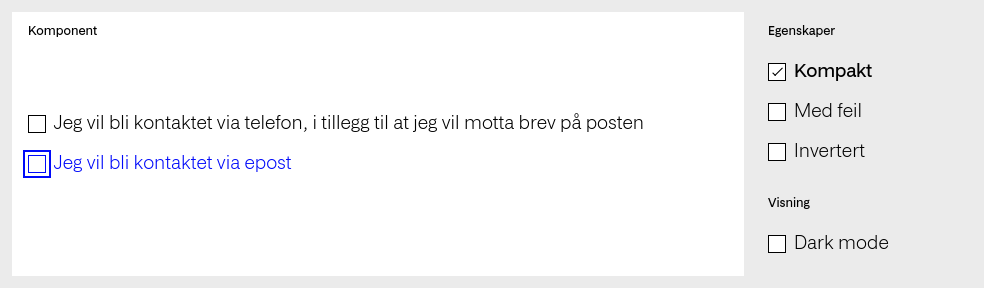 Komponent
Jeg vil bli kontaktet via telefon, i tillegg til at jeg vil motta brev på posten
Jeg vil bli kontaktet via epost
Egenskaper
Kompakt
Med feil
Invertert
Visning
Dark mode